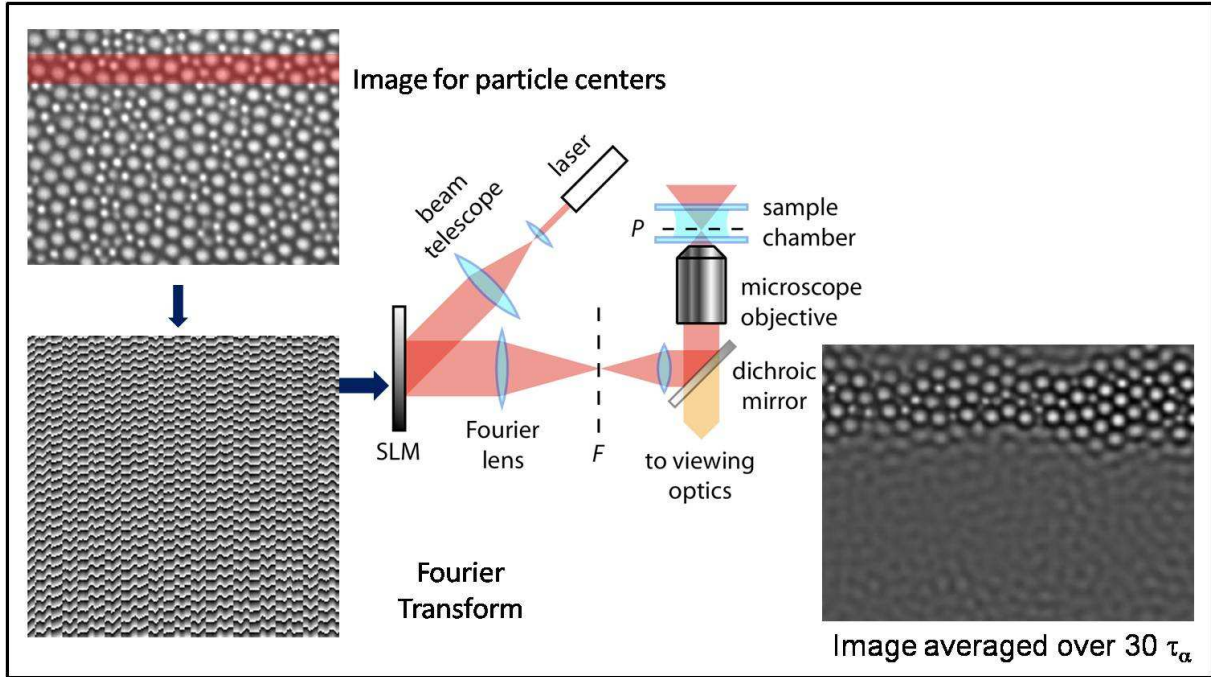 Image for particle centers
laser
beam
telescope
P
sample
chamber
microscope
objective
dichroic
mirror
SLM
Fourier
lens
F
to viewing
optics
Fourier
Transform
Image averaged over 30 τα